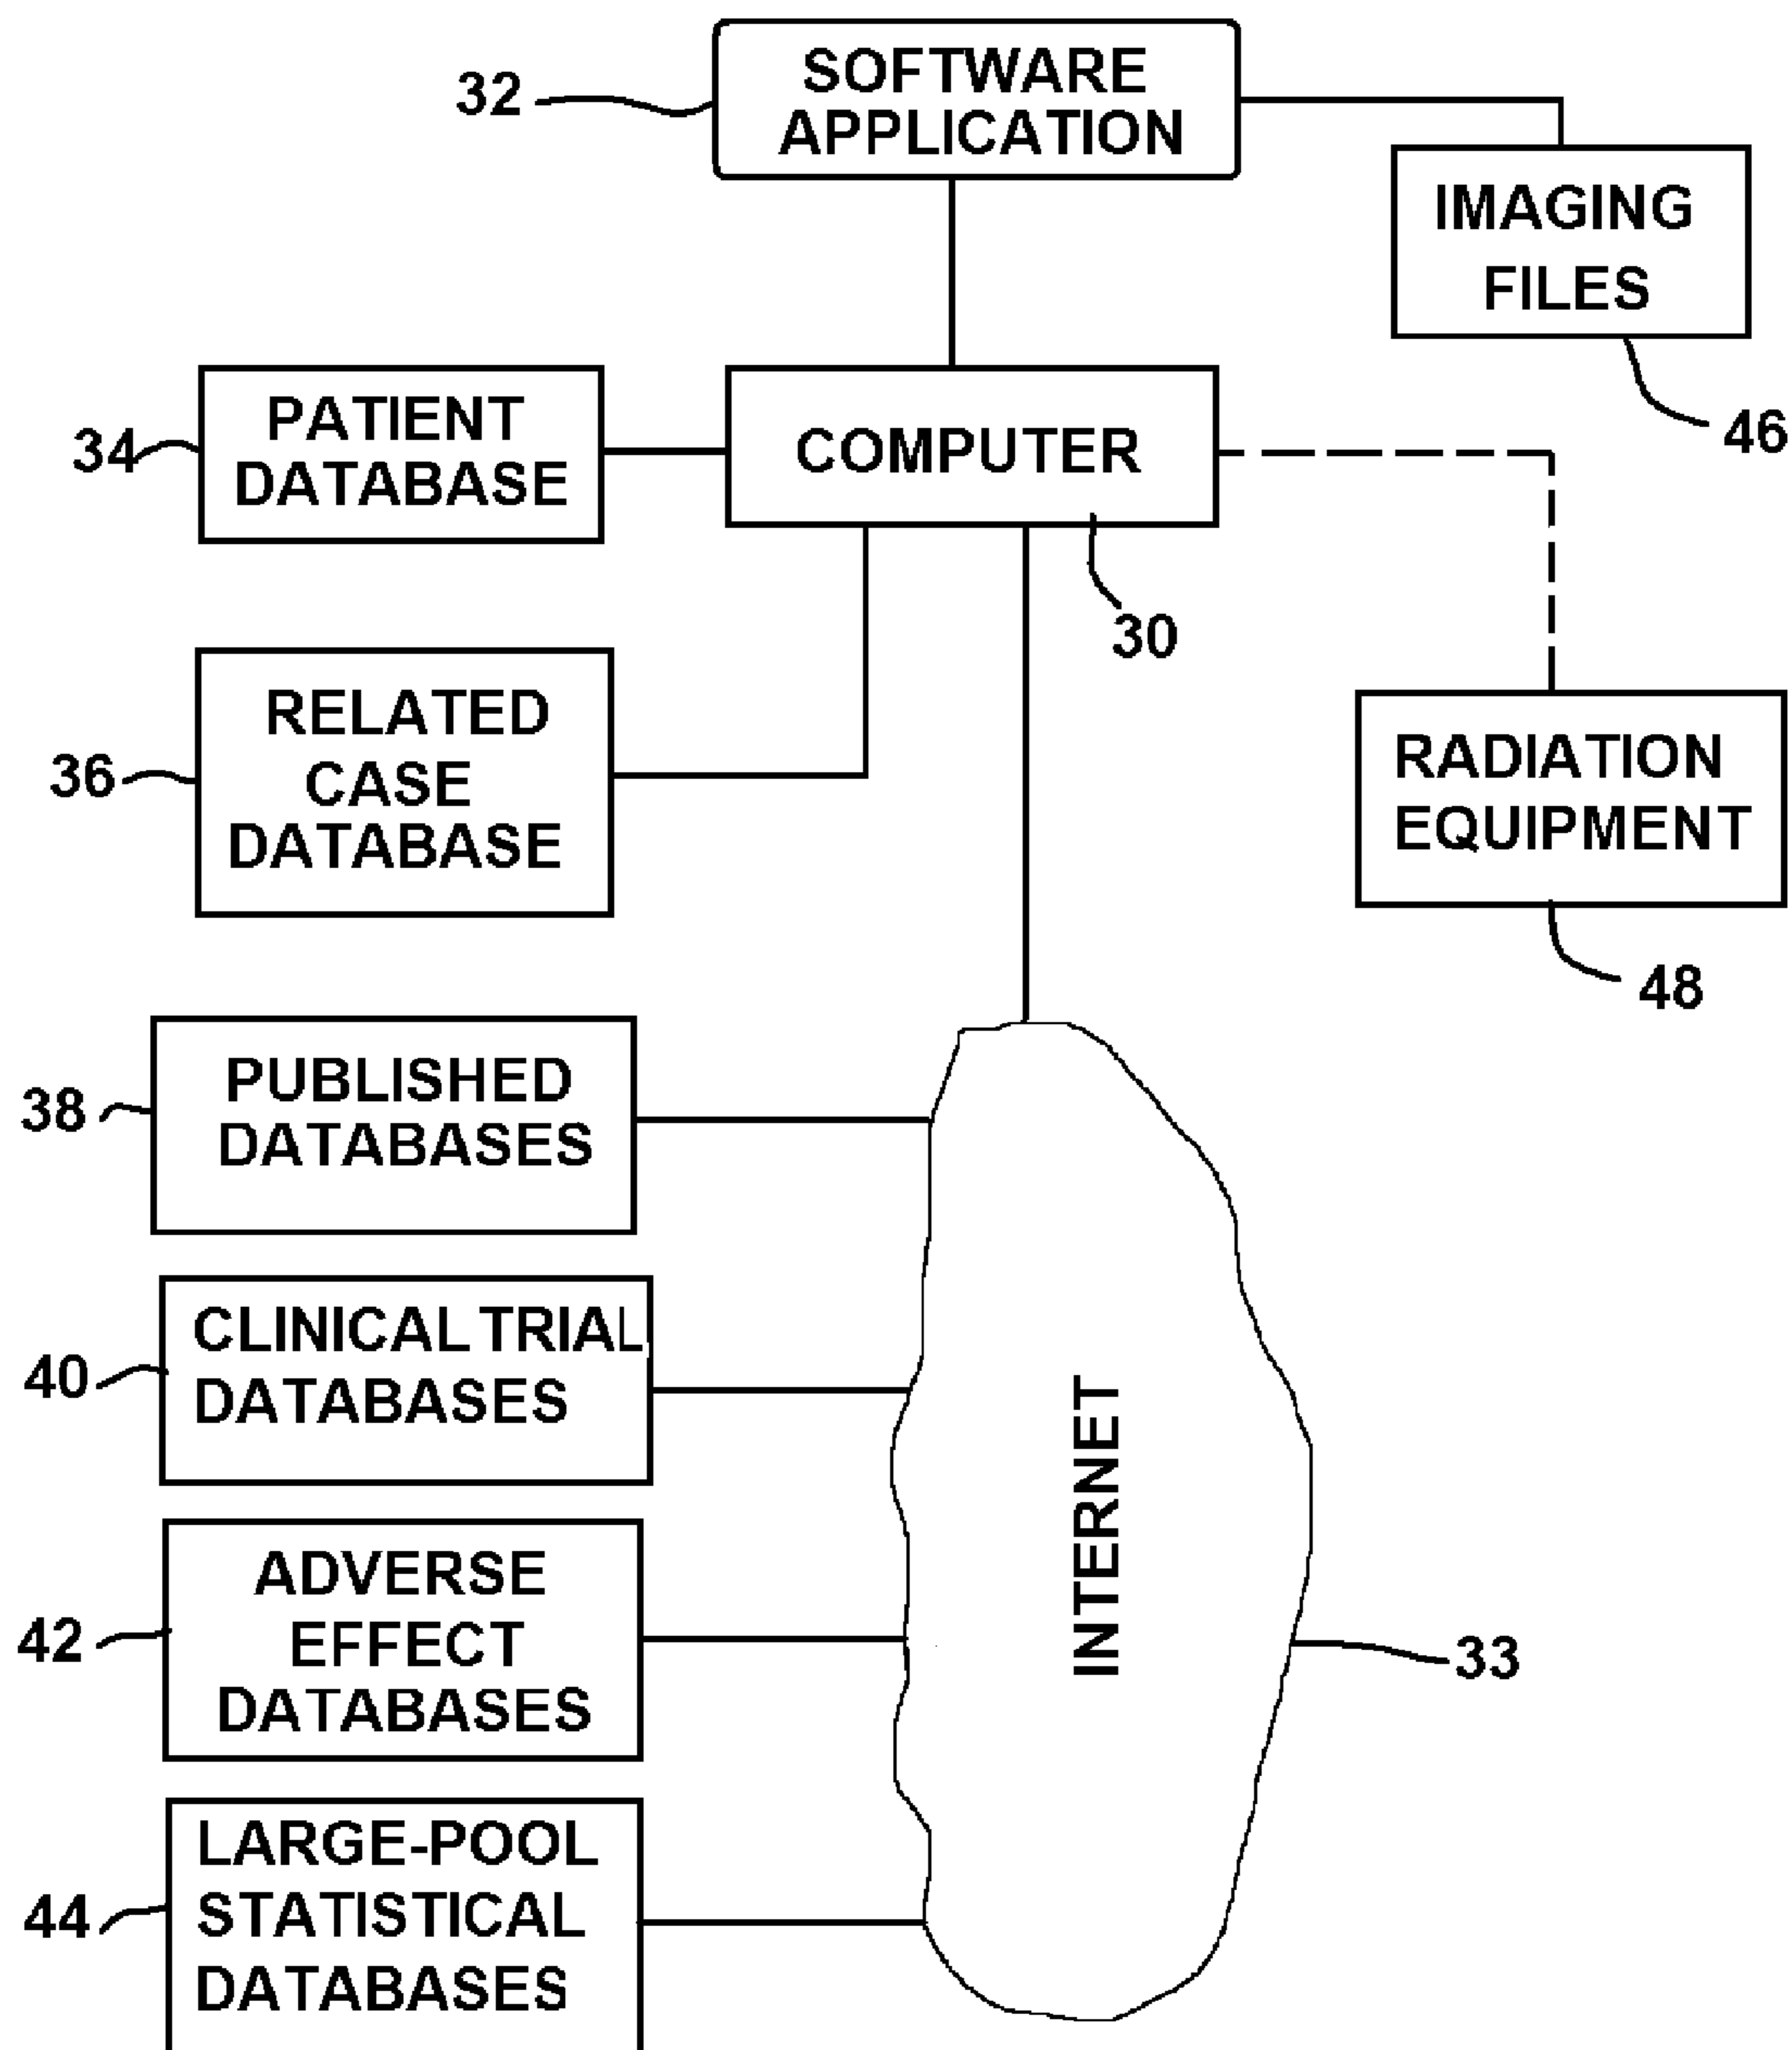 32
SOFTWARE
APPLICATION
IMAGING
FILES
46
34
PATIENT
DATABASE
COMPUTER
30
36
RELATED
CASE
DATABASE
RADIATION
EQUIPMENT
48
38
PUBLISHED
DATABASES
40
CLINICAL TRIAL
DATABASES
42
ADVERSE
EFFECT
DATABASES
INTERNET
33
44
LARGE-POOL
STATISTICAL
DATABASES